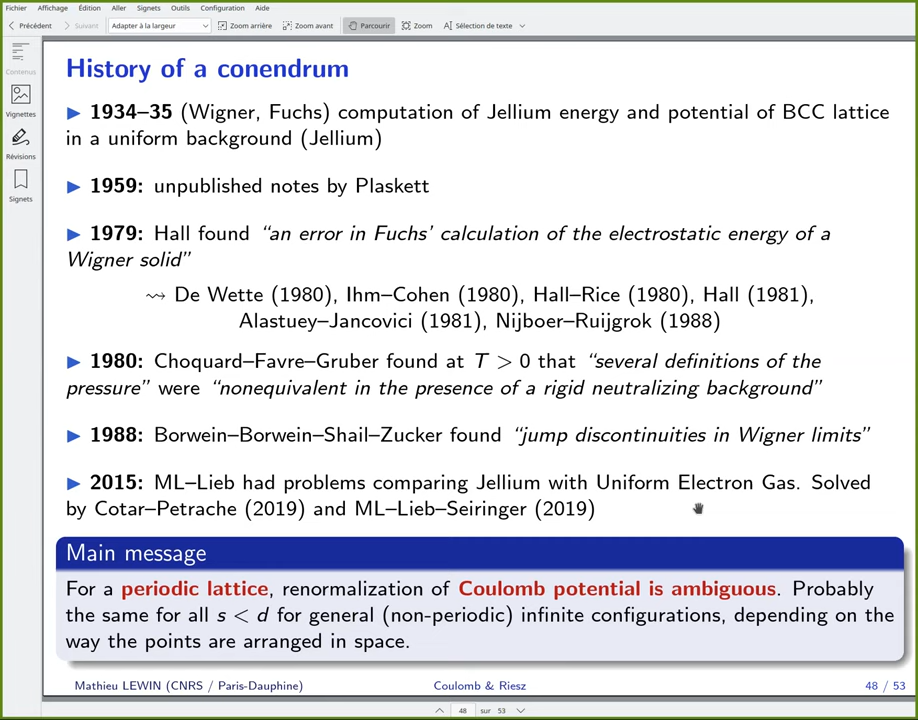 Fichier Affichage Édition Aller Signets Outils Configuration Aide
Précédent Suivant Adapter à la largeur Zoom arrière Zoom avant Parcourir Zoom Sélection de texte
Contenus
Vignettes
Révisions
Signets
History of a conendrum
▶ 1934–35 (Wigner, Fuchs) computation of Jellium energy and potential of BCC lattice
in a uniform background (Jellium)
▶ 1959: unpublished notes by Plaskett
▶ 1979: Hall found “an error in Fuchs’ calculation of the electrostatic energy of a
Wigner solid”
⇝ De Wette (1980), Ihm–Cohen (1980), Hall–Rice (1980), Hall (1981),
Alastuey–Jancovici (1981), Nijboer–Ruijgrok (1988)
▶ 1980: Choquard–Favre–Gruber found at T > 0 that “several definitions of the
pressure” were “nonequivalent in the presence of a rigid neutralizing background”
▶ 1988: Borwein–Borwein–Shail–Zucker found “jump discontinuities in Wigner limits”
▶ 2015: ML–Lieb had problems comparing Jellium with Uniform Electron Gas. Solved
by Cotar–Petrache (2019) and ML–Lieb–Seiringer (2019)
Main message
For a periodic lattice, renormalization of Coulomb potential is ambiguous. Probably
the same for all s < d for general (non-periodic) infinite configurations, depending on the
way the points are arranged in space.
Mathieu LEWIN (CNRS / Paris-Dauphine) Coulomb & Riesz 48 / 53
48 sur 53